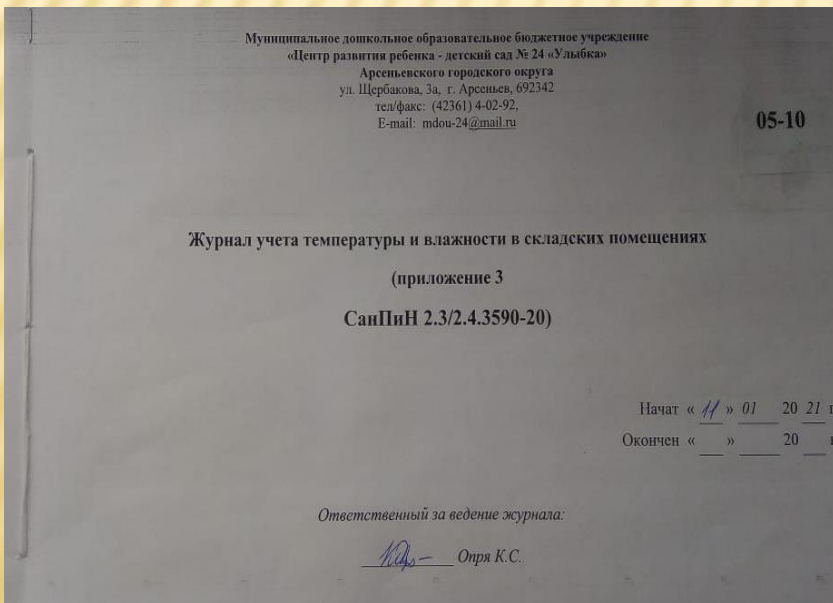 Муниципальное дошкольное образовательное бюджетное учреждение
«Центр развития ребенка - детский сад № 24 «Улыбка»
Арсеньевского городского округа
ул. Щербакова, 3а, г. Арсеньев, 692342
тел/факс: (42361) 4-02-92,
E-mail: mdou-24@mail.ru
05-10
Журнал учета температуры и влажности в складских помещениях
(приложение 3
СанПиН 2.3/2.4.3590-20)
Начат « 11 » 01 20 21 г
Окончен « » 20 г
Ответственный за ведение журнала:
Опря К.С.